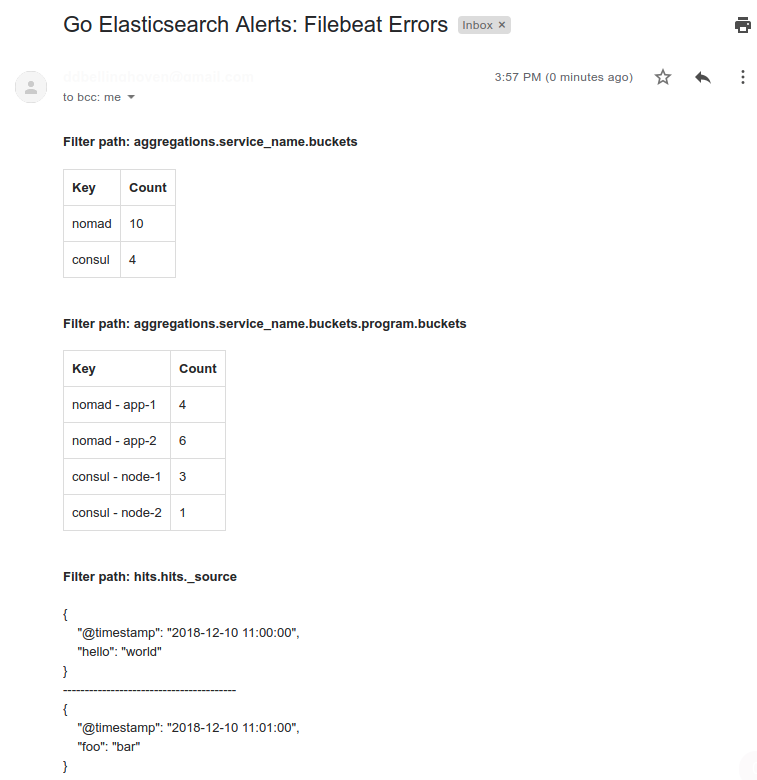 Go Elasticsearch Alerts: Filebeat Errors Inbox ×
3:57 PM (0 minutes ago)
to bcc: me
Filter path: aggregations.service_name.buckets
Key Count
nomad 10
consul 4
Filter path: aggregations.service_name.buckets.program.buckets
Key Count
nomad - app-1 4
nomad - app-2 6
consul - node-1 3
consul - node-2 1
Filter path: hits.hits._source
{
"@timestamp": "2018-12-10 11:00:00",
"hello": "world"
}
----------------------------------------
{
"@timestamp": "2018-12-10 11:01:00",
"foo": "bar"
}